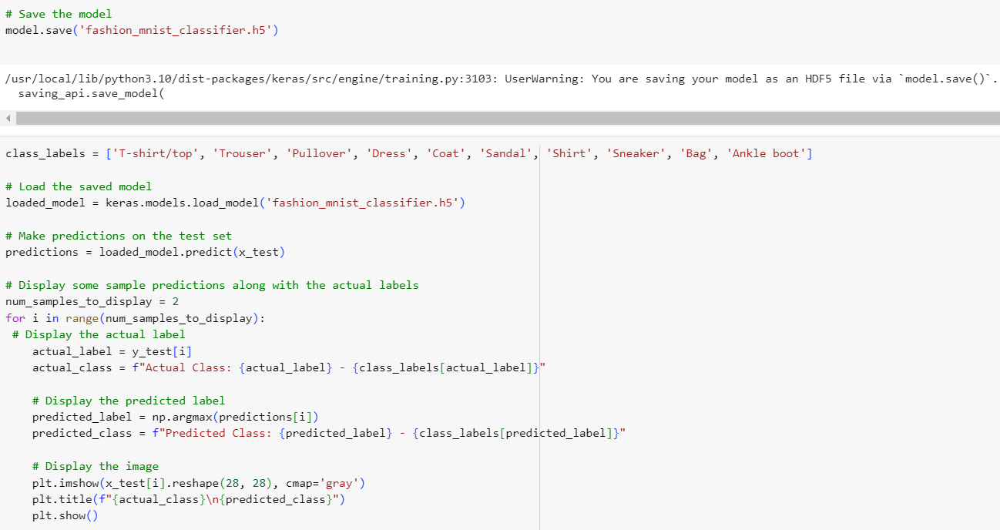 # Save the model
model.save('fashion_mnist_classifier.h5')
/usr/local/lib/python3.10/dist-packages/keras/src/engine/training.py:3103: UserWarning: You are saving your model as an HDF5 file via `model.save()`.
  saving_api.save_model(
class_labels = ['T-shirt/top', 'Trouser', 'Pullover', 'Dress', 'Coat', 'Sandal', 'Shirt', 'Sneaker', 'Bag', 'Ankle boot']
# Load the saved model
loaded_model = keras.models.load_model('fashion_mnist_classifier.h5')
# Make predictions on the test set
predictions = loaded_model.predict(x_test)
# Display some sample predictions along with the actual labels
num_samples_to_display = 2
for i in range(num_samples_to_display):
 # Display the actual label
    actual_label = y_test[i]
    actual_class = f"Actual Class: {actual_label} - {class_labels[actual_label]}"
    # Display the predicted label
    predicted_label = np.argmax(predictions[i])
    predicted_class = f"Predicted Class: {predicted_label} - {class_labels[predicted_label]}"
    # Display the image
    plt.imshow(x_test[i].reshape(28, 28), cmap='gray')
    plt.title(f"{actual_class}\n{predicted_class}")
    plt.show()